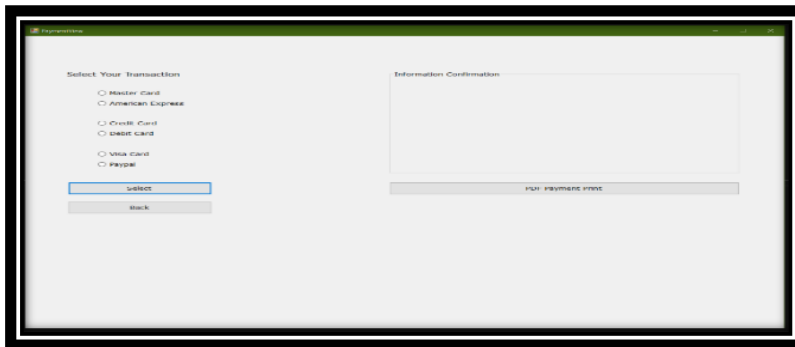 Select Your Transaction
Master Card
American Express
Credit Card
Debit Card
Visa Card
Paypal
Select
Back
Information Confirmation
PDF Payment Print